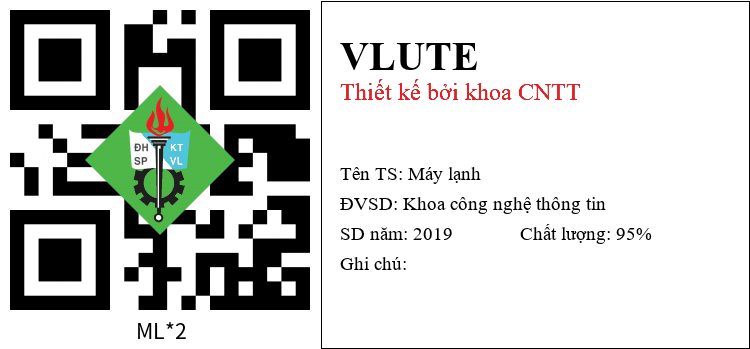 ĐH KT
SP VL
ML*2
VLUTE
Thiết kế bởi khoa CNTT
Tên TS: Máy lạnh
ĐVSD: Khoa công nghệ thông tin
SD năm: 2019 Chất lượng: 95%
Ghi chú: